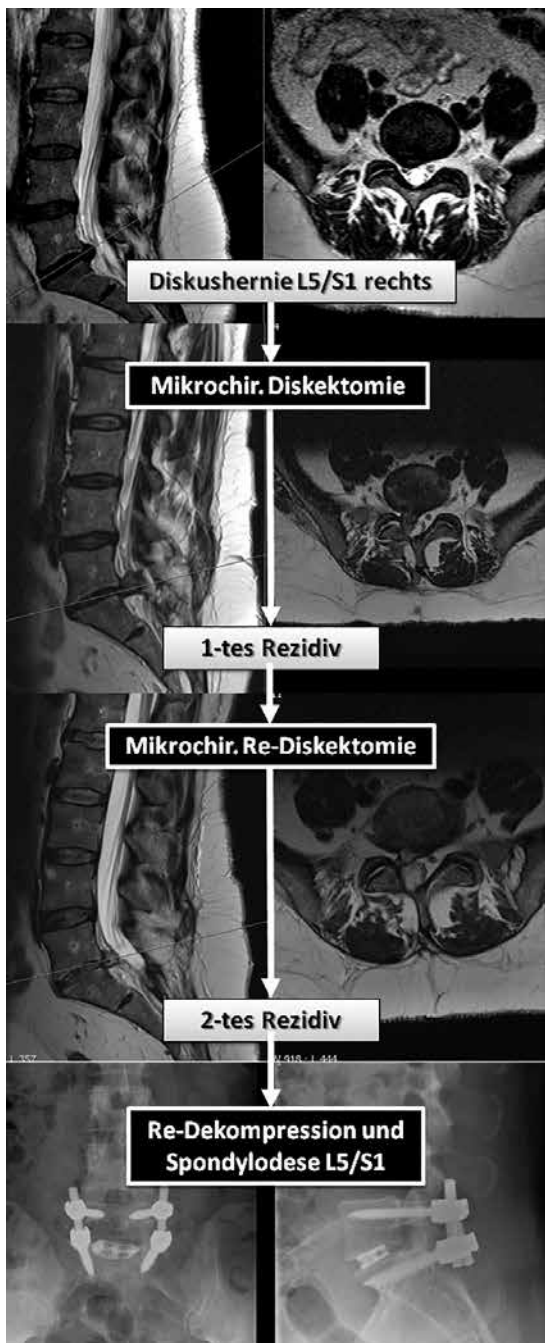 Diskushernie L5/S1 rechts
Mikrochir. Diskektomie
1-tes Rezidiv
Mikrochir. Re-Diskektomie
2-tes Rezidiv
Re-Dekompression und
Spondylodese L5/S1